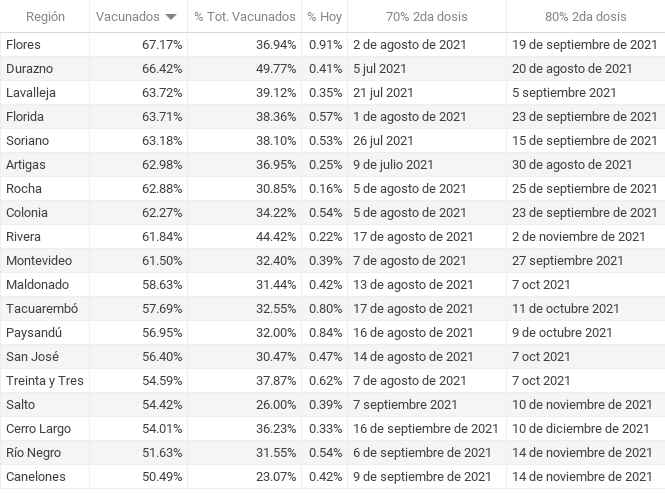 Región Vacunados % Tot. Vacunados % Hoy 70% 2da dosis 80% 2da dosis
Flores 67.17% 36.94% 0.91% 2 de agosto de 2021 19 de septiembre de 2021
Durazno 66.42% 49.77% 0.41% 5 jul 2021 20 de agosto de 2021
Lavalleja 63.72% 39.12% 0.35% 21 jul 2021 5 septiembre 2021
Florida 63.71% 38.36% 0.57% 1 de agosto de 2021 23 de septiembre de 2021
Soriano 63.18% 38.10% 0.53% 26 jul 2021 15 de septiembre de 2021
Artigas 62.98% 36.95% 0.25% 9 de julio 2021 30 de agosto de 2021
Rocha 62.88% 30.85% 0.16% 5 de agosto de 2021 25 de septiembre de 2021
Colonia 62.27% 34.22% 0.54% 5 de agosto de 2021 23 de septiembre de 2021
Rivera 61.84% 44.42% 0.22% 17 de agosto de 2021 2 de noviembre de 2021
Montevideo 61.50% 32.40% 0.39% 7 de agosto de 2021 27 septiembre 2021
Maldonado 58.63% 31.44% 0.42% 13 de agosto de 2021 7 oct 2021
Tacuarembó 57.69% 32.55% 0.80% 17 de agosto de 2021 11 de octubre de 2021
Paysandú 56.95% 32.00% 0.84% 16 de agosto de 2021 9 de octubre de 2021
San José 56.40% 30.47% 0.47% 14 de agosto de 2021 7 oct 2021
Treinta y Tres 54.59% 37.87% 0.62% 7 de agosto de 2021 7 oct 2021
Salto 54.42% 26.00% 0.39% 7 septiembre 2021 10 de noviembre de 2021
Cerro Largo 54.01% 36.23% 0.33% 16 de septiembre de 2021 10 de diciembre de 2021
Río Negro 51.63% 31.55% 0.54% 6 de septiembre de 2021 14 de noviembre de 2021
Canelones 50.49% 23.07% 0.42% 9 de septiembre de 2021 14 de noviembre de 2021